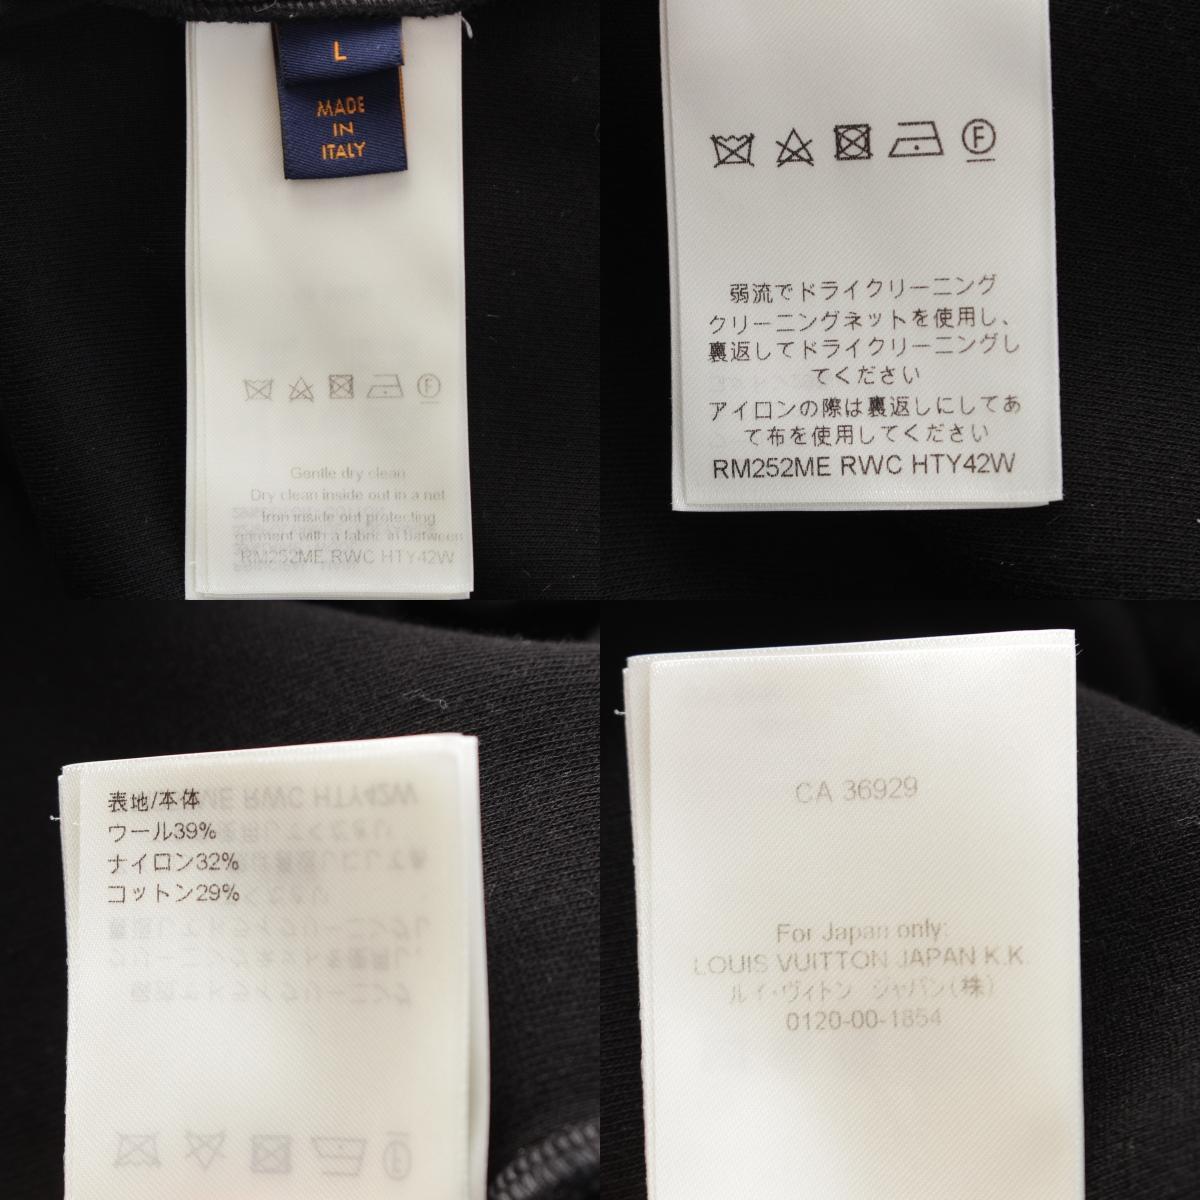 L
MADE
IN
ITALY
Gentle dry clean
Dry clean inside out in a net
Iron inside out protecting
garment with a fabric in between
RM252ME RWC HTY42W
F
弱流でドライクリーニング
クリーニングネットを使用し、
裏返してドライクリーニングし
てください
アイロンの際は裏返しにしてあ
て布を使用してください
RM252ME RWC HTY42W
表地/本体
ウール39%
ナイロン32%
コットン29%
CA 36929
For Japan only:
LOUIS VUITTON JAPAN K.K.
ルイ・ヴィトン ジャパン(株)
0120-00-1854